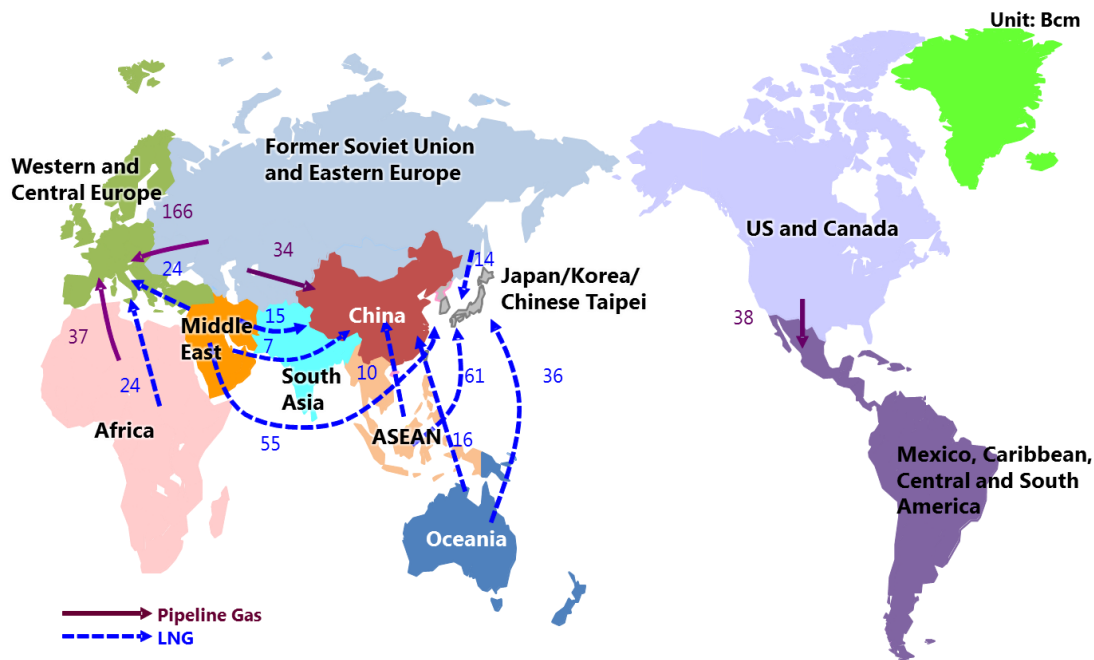 Unit: Bcm
Former Soviet Union
and Eastern Europe
Western and
Central Europe
166
34
24
US and Canada
14
Japan/Korea/
Chinese Taipei
China
15
Middle
East
7
37
38
South
Asia
10
61
36
24
Africa
55
ASEAN
16
Mexico, Caribbean,
Central and South
America
Oceania
Pipeline Gas
LNG